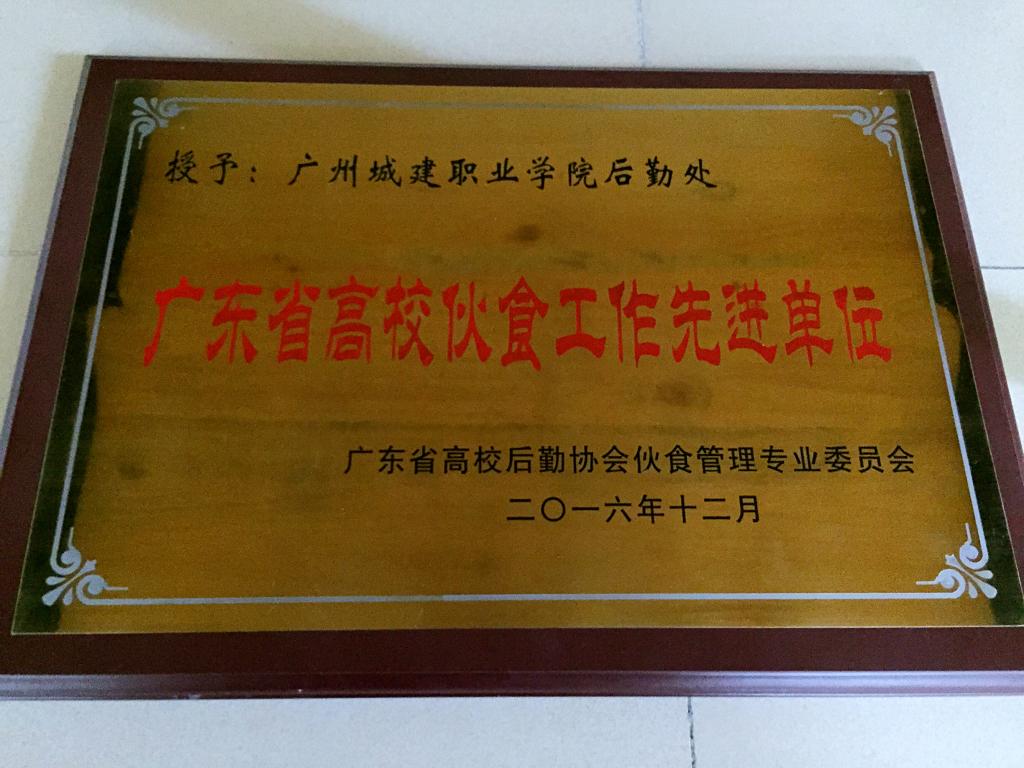 授予：广州城建职业学院后勤处
广东省高校伙食工作先进单位
广东省高校后勤协会伙食管理专业委员会
二〇一六年十二月